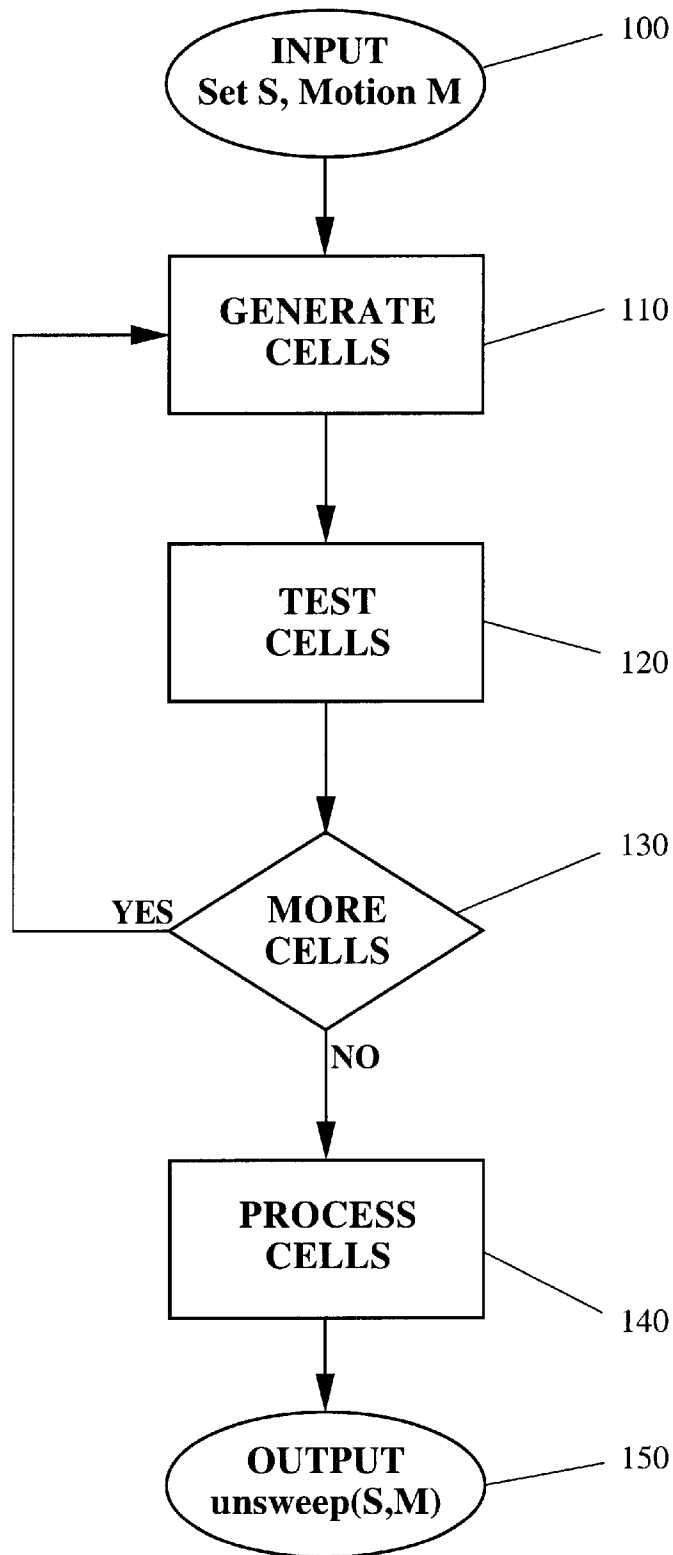 INPUT
Set S, Motion M
100
GENERATE
CELLS
110
TEST
CELLS
120
130
YES
MORE
CELLS
NO
PROCESS
CELLS
140
OUTPUT
unsweep(S,M)
150